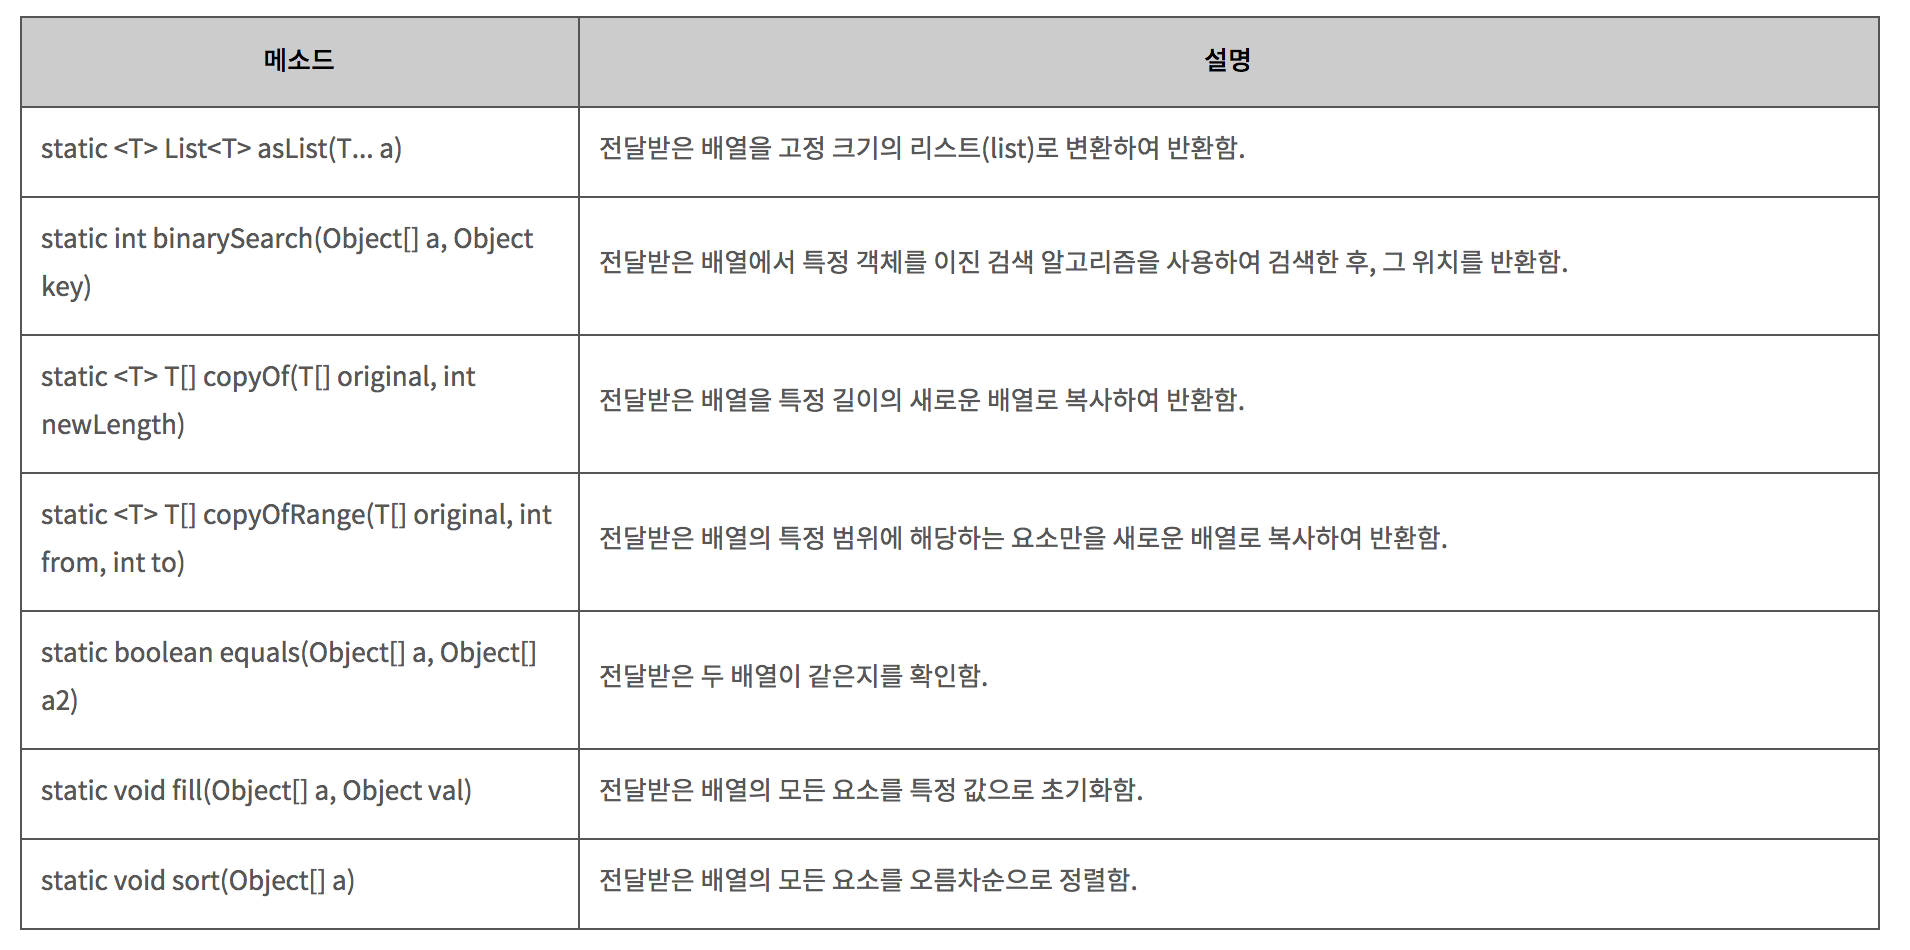 메소드
설명
static <T> List<T> asList(T... a)
전달받은 배열을 고정 크기의 리스트(list)로 변환하여 반환함.
static int binarySearch(Object[] a, Object
key)
전달받은 배열에서 특정 객체를 이진 검색 알고리즘을 사용하여 검색한 후, 그 위치를 반환함.
static <T> T[] copyOf(T[] original, int
newLength)
전달받은 배열을 특정 길이의 새로운 배열로 복사하여 반환함.
static <T> T[] copyOfRange(T[] original, int
from, int to)
전달받은 배열의 특정 범위에 해당하는 요소만을 새로운 배열로 복사하여 반환함.
static boolean equals(Object[] a, Object[]
a2)
전달받은 두 배열이 같은지를 확인함.
static void fill(Object[] a, Object val)
전달받은 배열의 모든 요소를 특정 값으로 초기화함.
static void sort(Object[] a)
전달받은 배열의 모든 요소를 오름차순으로 정렬함.